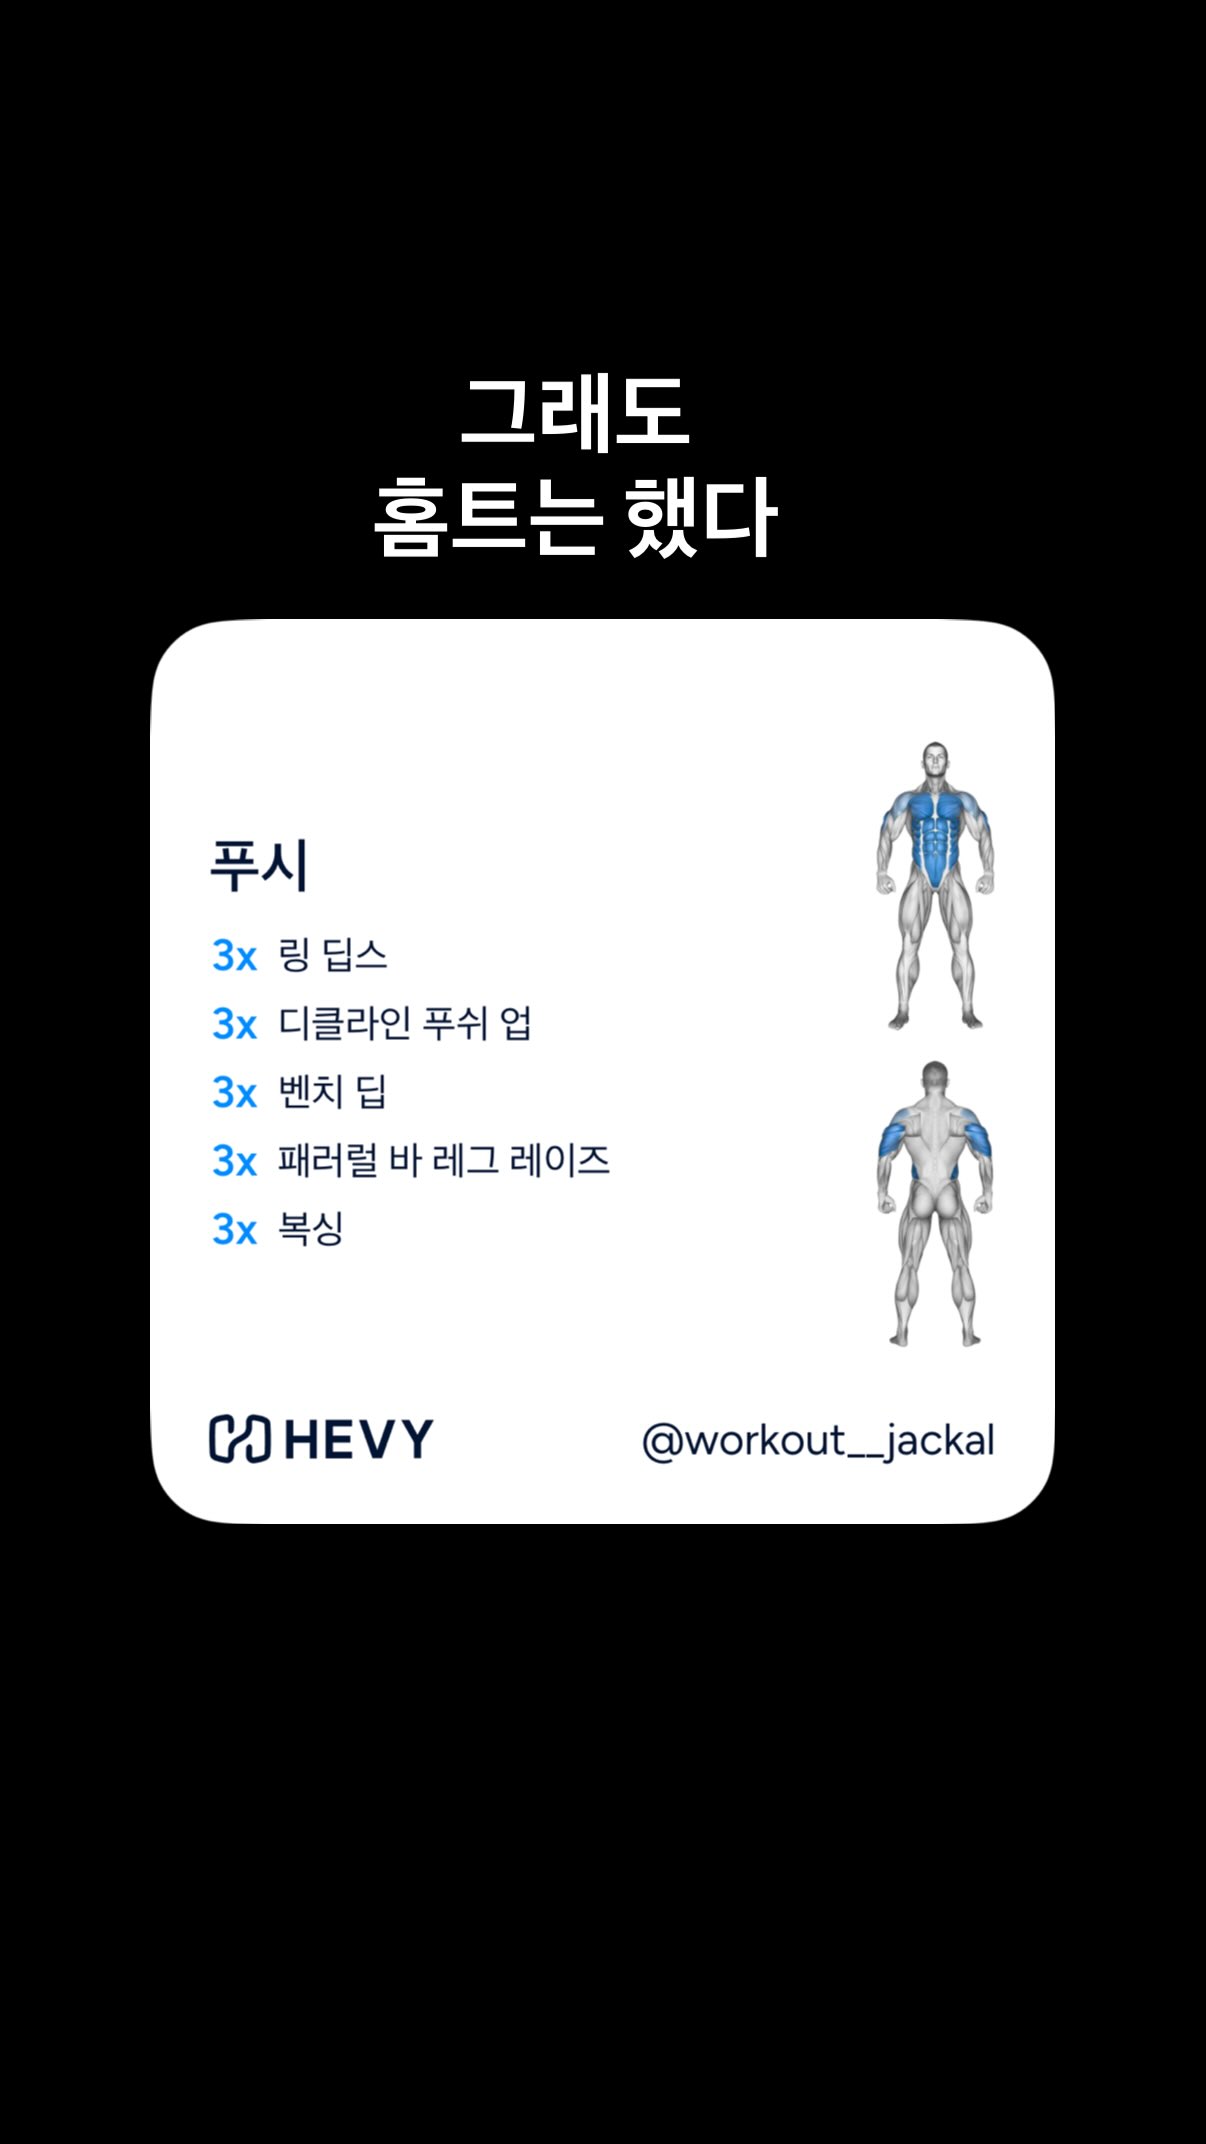 그래도
홈트는 했다
푸시
3x 링 딥스
3x 디클라인 푸쉬 업
3x 벤치 딥
3x 패러럴 바 레그 레이즈
3x 복싱
HEVY
@workout__jackal